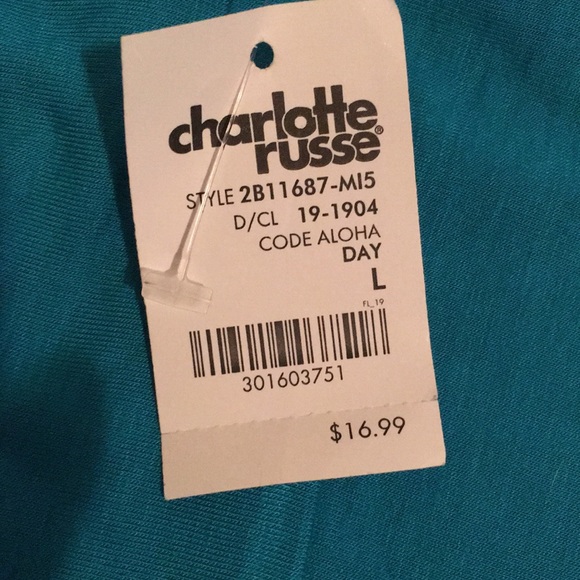 charlotte
russe®
STYLE 2B11687-MI5
D/CL 19-1904
CODE ALOHA
DAY
L
FL_19
301603751
$16.99